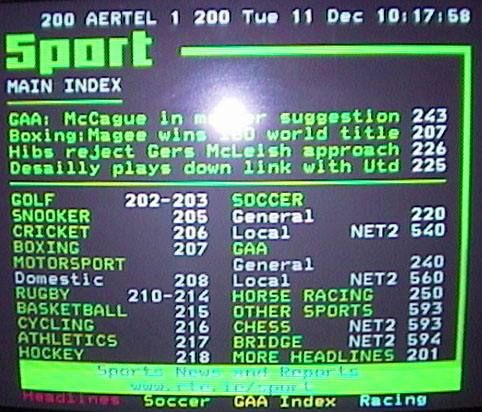 200 AERTEL 1 200 Tue 11 Dec 10:17:58
Sport
MAIN INDEX
GAA: McCague in merger suggestion 243
Boxing:Magee wins IBO world title 207
Hibs reject Gers McLeish approach 226
Desailly plays down link with Utd 225
GOLF 202-203
SNOOKER 205
CRICKET 206
BOXING 207
MOTORSPORT
Domestic 208
RUGBY 210-214
BASKETBALL 215
CYCLING 216
ATHLETICS 217
HOCKEY 218
SOCCER
General 220
Local NET2 540
GAA
General 240
Local NET2 560
HORSE RACING 250
OTHER SPORTS 593
CHESS NET2 593
BRIDGE NET2 594
MORE HEADLINES 201
Sports News and Reports
www.rte.ie/sport
Headlines Soccer GAA Index Racing